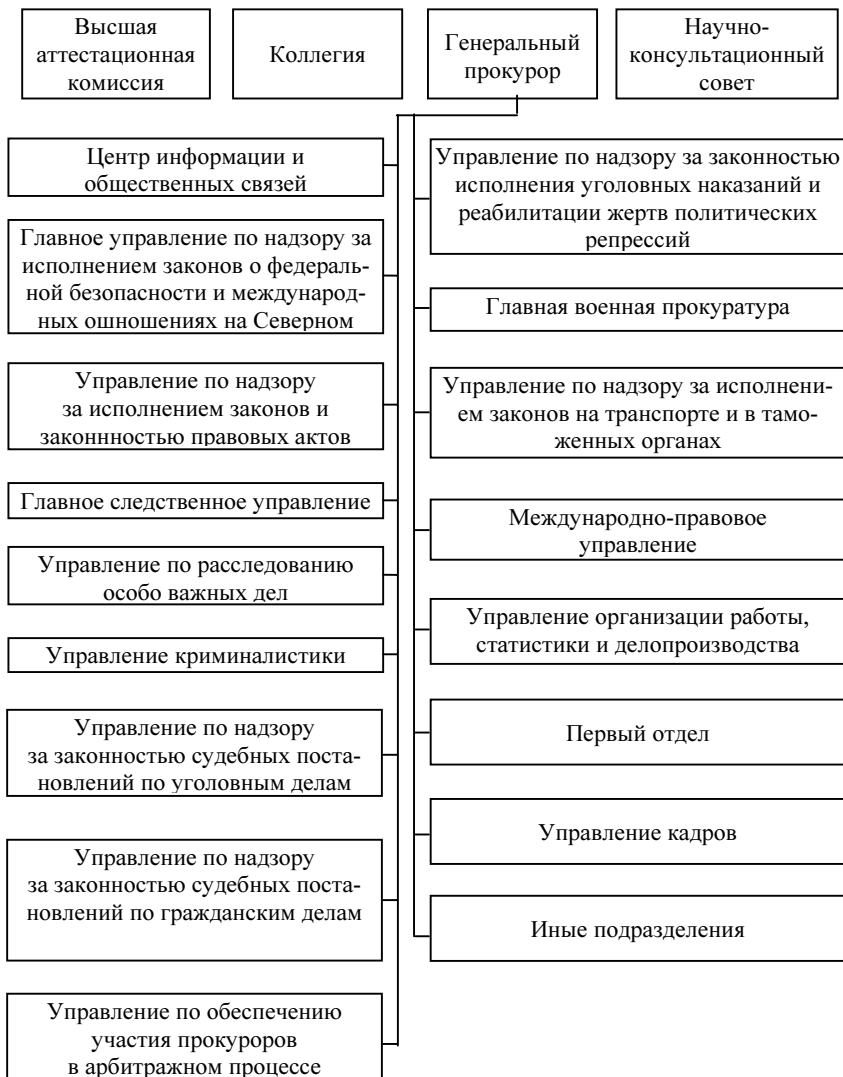 Высшая
аттестационная
комиссия
Коллегия
Генеральный
прокурор
Научно-
консультационный
совет
Центр информации и
общественных связей
Главное управление по надзору за
исполнением законов о федераль-
ной безопасности и международ-
ных ошношениях на Северном
Управление по надзору
за исполнением законов и
законнностью правовых актов
Главное следственное управление
Управление по расследованию
особо важных дел
Управление криминалистики
Управление по надзору
за законностью судебных поста-
новлений по уголовным делам
Управление по надзору
за законностью судебных поста-
новлений по гражданским делам
Управление по обеспечению
участия прокуроров
в арбитражном процессе
Управление по надзору за законностью
исполнения уголовных наказаний и
реабилитации жертв политических
репрессий
Главная военная прокуратура
Управление по надзору за исполнени-
ем законов на транспорте и в тамо-
женных органах
Международно-правовое
управление
Управление организации работы,
статистики и делопроизводства
Первый отдел
Управление кадров
Иные подразделения